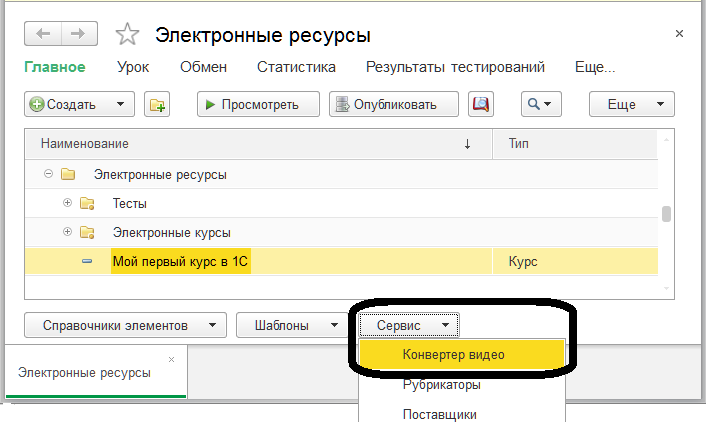 Электронные ресурсы
Главное Урок Обмен Статистика Результаты тестирований Еще...
Создать Просмотреть Опубликовать Еще
Наименование Тип
Электронные ресурсы
Тесты
Электронные курсы
Мой первый курс в 1С Курс
Справочники элементов Шаблоны Сервис
Конвертер видео
Электронные ресурсы
Рубрикаторы
Поставщики